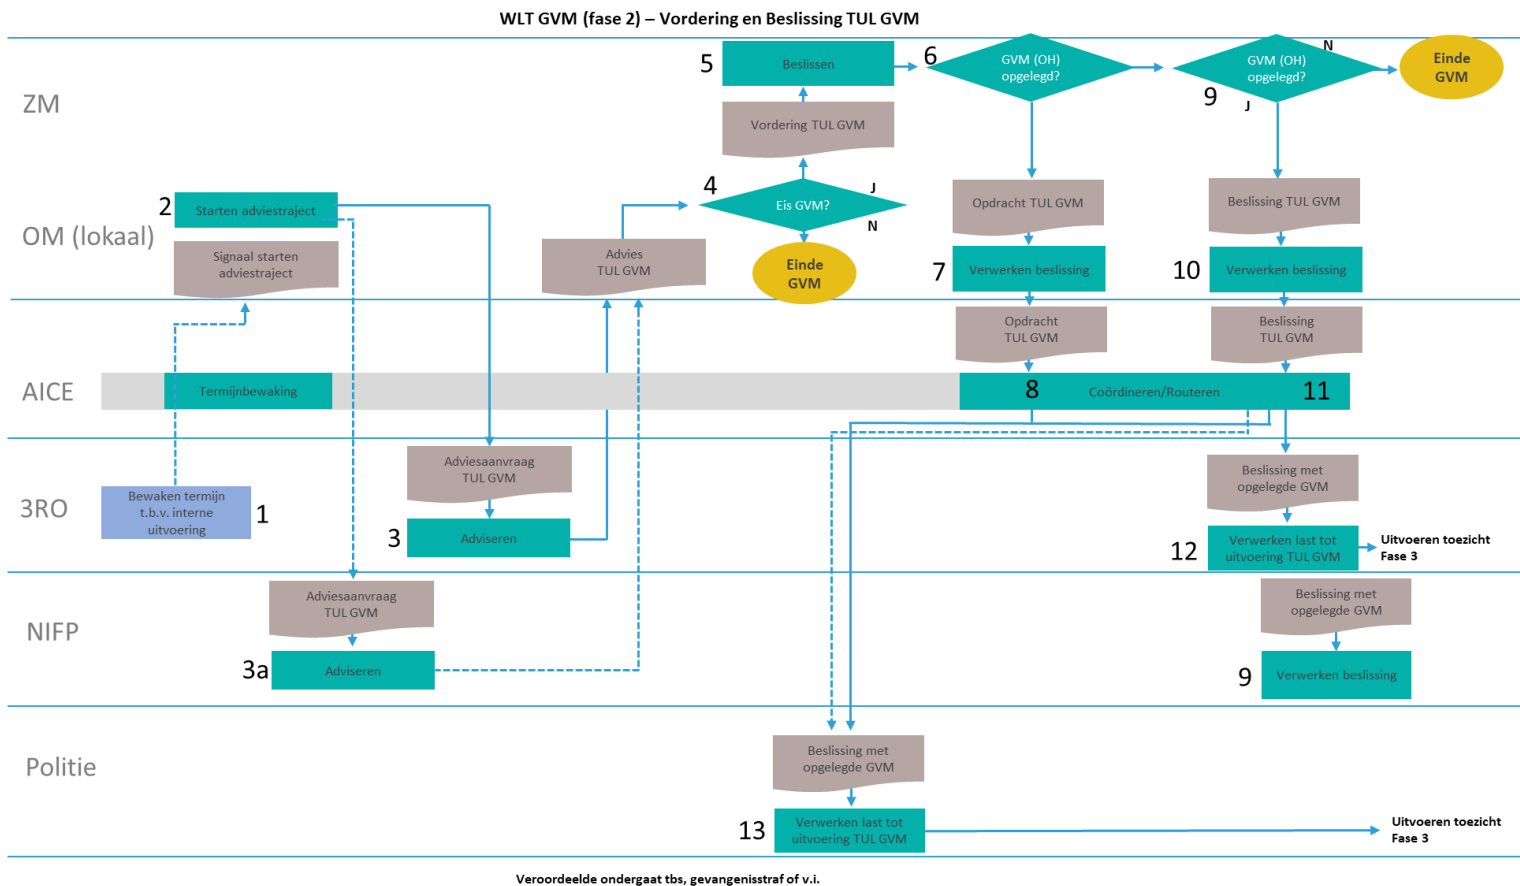 WLT GVM (fase 2) – Vordering en Beslissing TUL GVM
ZM
5
Beslissen
6
GVM (OH)
opgelegd?
GVM (OH)
opgelegd?
N
9
J
Einde
GVM
Vordering TUL GVM
OM (lokaal)
2
Starten adviestraject
Signaal starten
adviestraject
Advies
TUL GVM
4
Eis GVM?
J
N
Einde
GVM
Opdracht TUL GVM
7
Verwerken beslissing
Beslissing TUL GVM
10
Verwerken beslissing
AICE
Termijnbewaking
Opdracht
TUL GVM
Beslissing
TUL GVM
8
Coördineren/Routeren
11
3RO
Bewaken termijn
t.b.v. interne
uitvoering
1
Adviesaanvraag
TUL GVM
3
Adviseren
Beslissing met
opgelegde GVM
12
Verwerken last tot
uitvoering TUL GVM
Uitvoeren toezicht
Fase 3
NIFP
Adviesaanvraag
TUL GVM
3a
Adviseren
Beslissing met
opgelegde GVM
9
Verwerken beslissing
Politie
Beslissing met
opgelegde GVM
13
Verwerken last tot
uitvoering TUL GVM
Uitvoeren toezicht
Fase 3
Veroordeelde ondergaat tbs, gevangenisstraf of v.i.